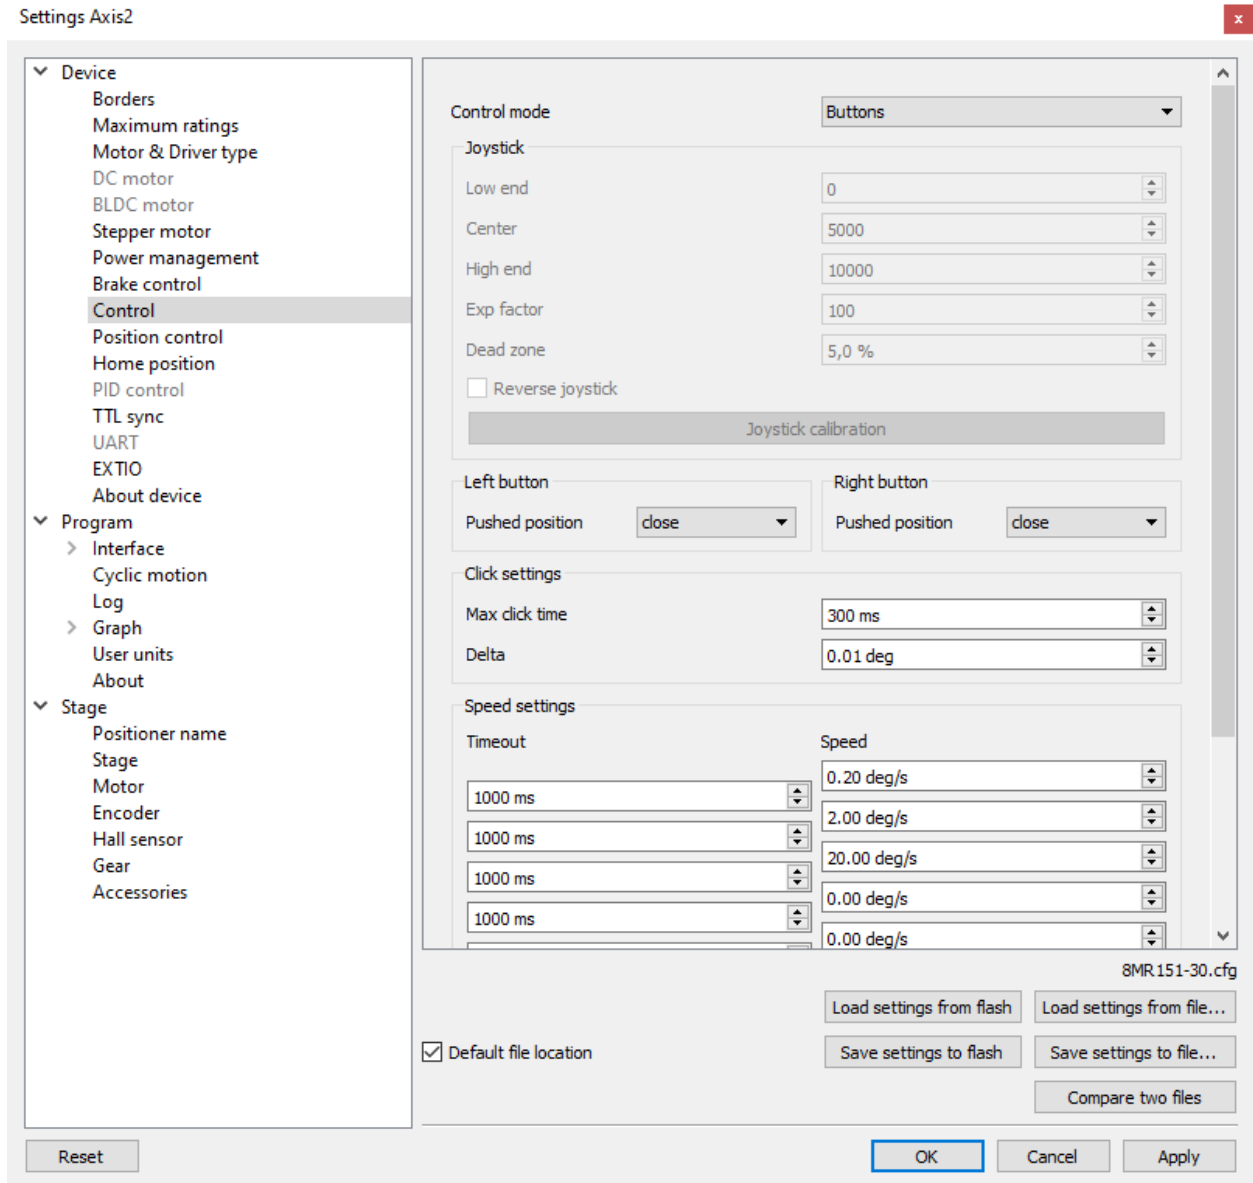 Settings Axis2
x
Device
Borders
Maximum ratings
Motor & Driver type
DC motor
BLDC motor
Stepper motor
Power management
Brake control
Control
Position control
Home position
PID control
TTL sync
UART
EXTIO
About device
Program
Interface
Cyclic motion
Log
Graph
User units
About
Stage
Positioner name
Stage
Motor
Encoder
Hall sensor
Gear
Accessories
Control mode Buttons
Joystick
Low end 0
Center 5000
High end 10000
Exp factor 100
Dead zone 5,0 %
Reverse joystick
Joystick calibration
Left button Right button
Pushed position close Pushed position close
Click settings
Max click time 300 ms
Delta 0.01 deg
Speed settings
Timeout Speed
0.20 deg/s
1000 ms
2.00 deg/s
1000 ms
20.00 deg/s
1000 ms
0.00 deg/s
1000 ms
0.00 deg/s
8MR151-30.cfg
Load settings from flash Load settings from file...
Default file location Save settings to flash Save settings to file...
Compare two files
Reset OK Cancel Apply